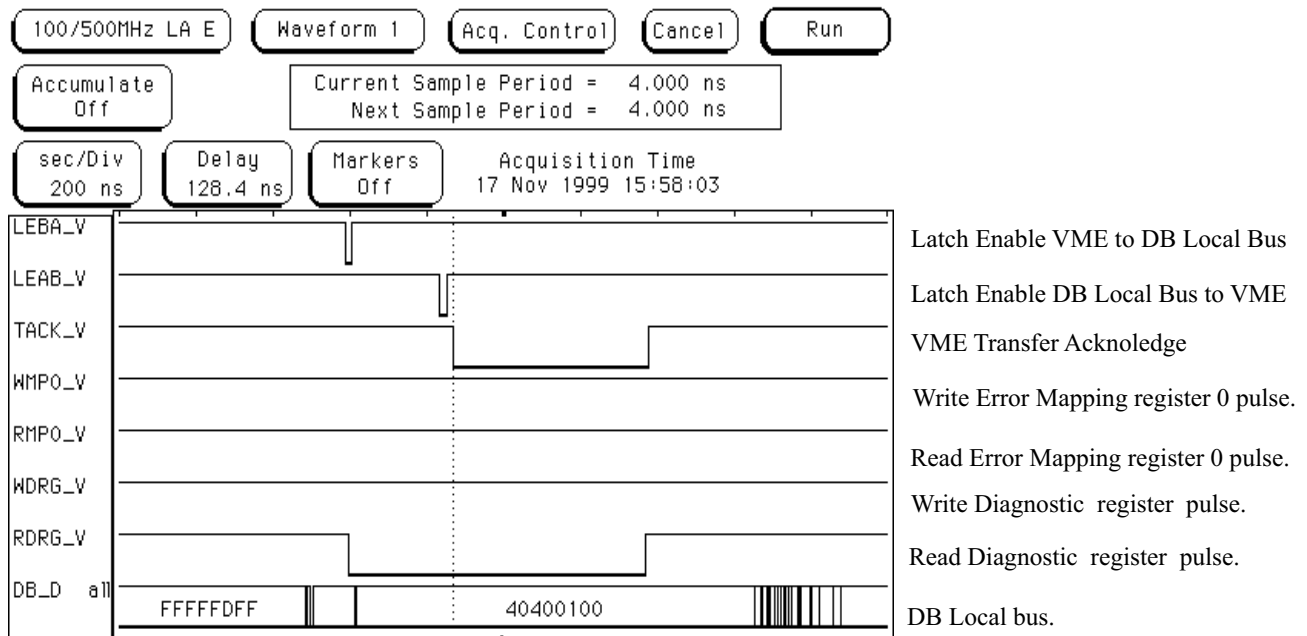 100/500MHz LA E Waveform 1 Acq. Control Cancel Run
Accumulate
Off
Current Sample Period = 4.000 ns
Next Sample Period = 4.000 ns
sec/Div
200 ns
Delay
128.4 ns
Markers
Off
Acquisition Time
17 Nov 1999 15:58:03
LEBA_V
Latch Enable VME to DB Local Bus
LEAB_V
Latch Enable DB Local Bus to VME
TACK_V
VME Transfer Acknoledge
WMPO_V
Write Error Mapping register 0 pulse.
RMPO_V
Read Error Mapping register 0 pulse.
WDRG_V
Write Diagnostic register pulse.
RDRG_V
Read Diagnostic register pulse.
DB_D all
FFFFFDFF
40400100
DB Local bus.